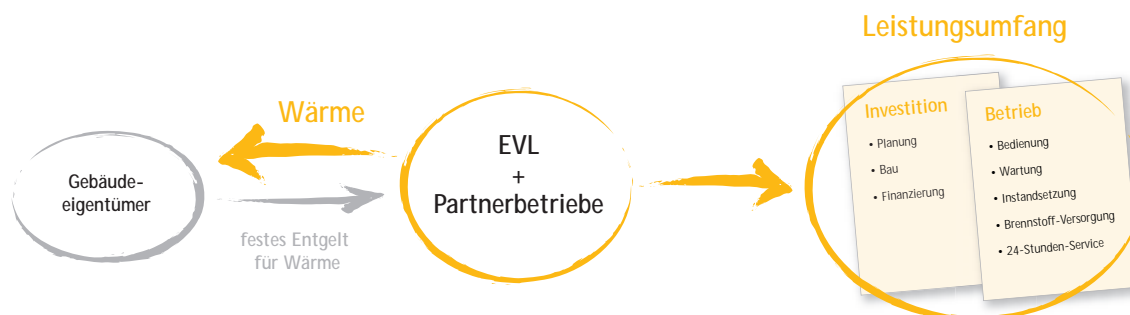 Leistungsumfang
Wärme
Gebäude-
eigentümer
festes Entgelt
für Wärme
EVL
+
Partnerbetriebe
Investition
• Planung
• Bau
• Finanzierung
Betrieb
• Bedienung
• Wartung
• Instandsetzung
• Brennstoff-Versorgung
• 24-Stunden-Service